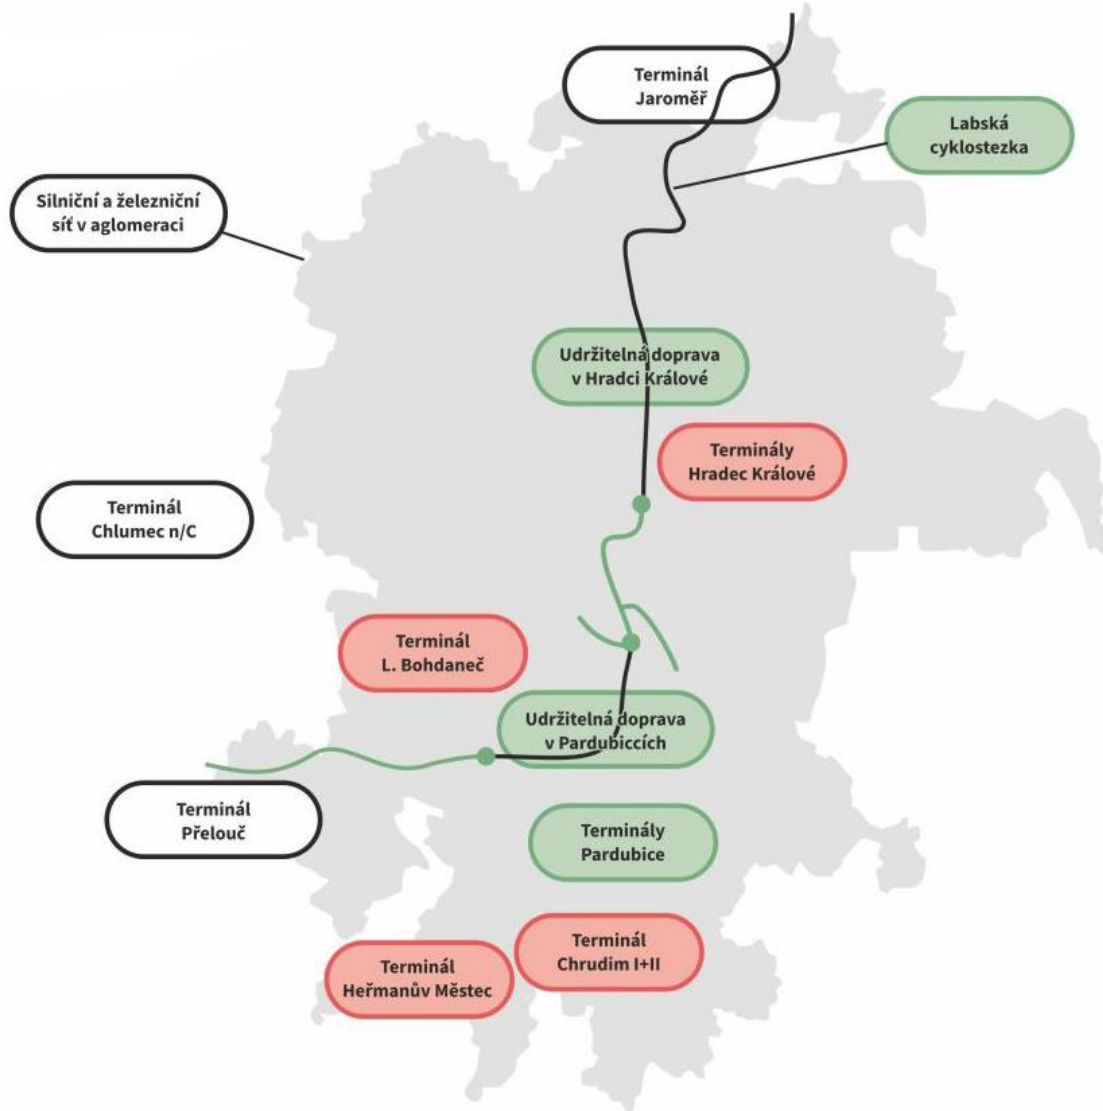 Terminál
Jaroměř
Labská
cyklostezka
Silniční a železniční
síť v aglomeraci
Udržitelná doprava
v Hradci Králové
Terminály
Hradec Králové
Terminál
Chlumec n/C
Terminál
L. Bohdaneč
Udržitelná doprava
v Pardubiccích
Terminál
Přelouč
Terminály
Pardubice
Terminál
Chrudim I+II
Terminál
Heřmanův Městec